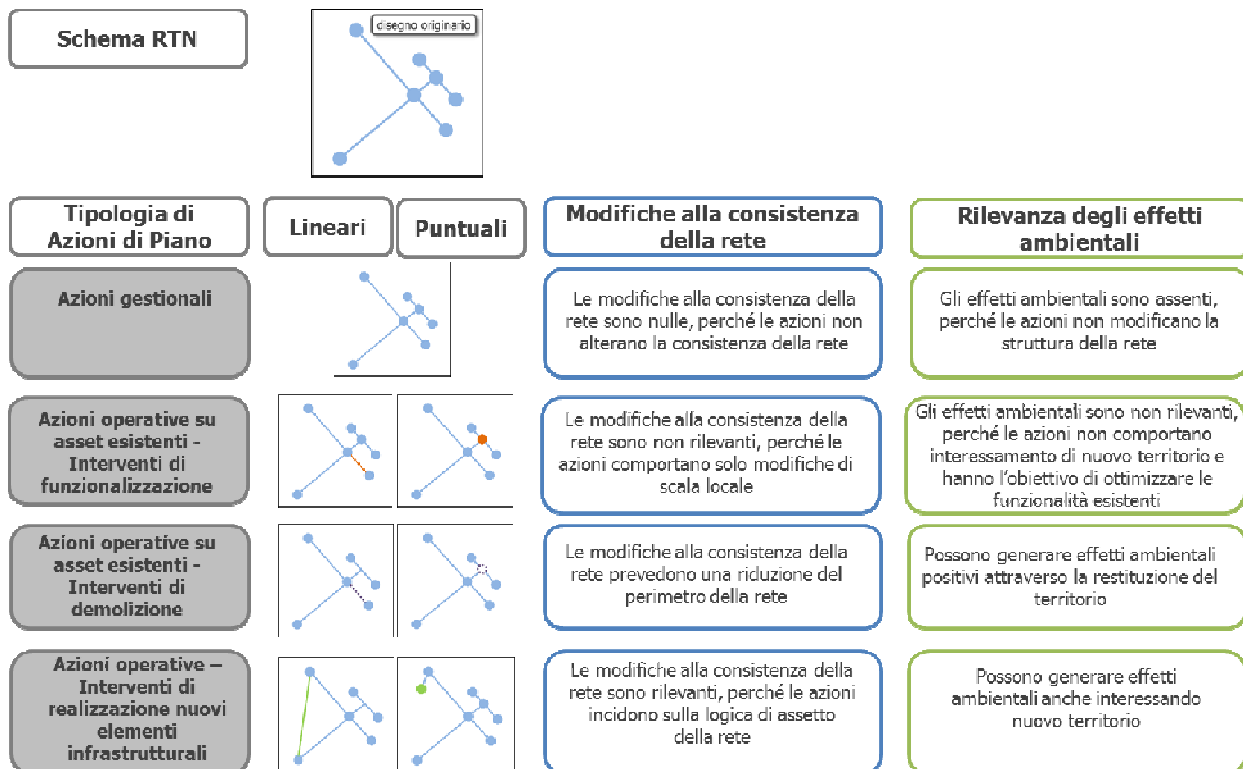 Schema RTN
disegno originario
Tipologia di
Azioni di Piano
Lineari
Puntuali
Modifiche alla consistenza
della rete
Rilevanza degli effetti
ambientali
Azioni gestionali
Le modifiche alla consistenza della
rete sono nulle, perché le azioni non
alterano la consistenza della rete
Gli effetti ambientali sono assenti,
perché le azioni non modificano la
struttura della rete
Azioni operative su
asset esistenti -
Interventi di
funzionalizzazione
Le modifiche alla consistenza della
rete sono non rilevanti, perché le
azioni comportano solo modifiche di
scala locale
Gli effetti ambientali sono non rilevanti,
perché le azioni non comportano
interessamento di nuovo territorio e
hanno l'obiettivo di ottimizzare le
funzionalità esistenti
Azioni operative su
asset esistenti -
Interventi di
demolizione
Le modifiche alla consistenza della
rete prevedono una riduzione del
perimetro della rete
Possono generare effetti ambientali
positivi attraverso la restituzione del
territorio
Azioni operative –
Interventi di
realizzazione nuovi
elementi
infrastrutturali
Le modifiche alla consistenza della
rete sono rilevanti, perché le azioni
incidono sulla logica di assetto
della rete
Possono generare effetti
ambientali anche interessando
nuovo territorio